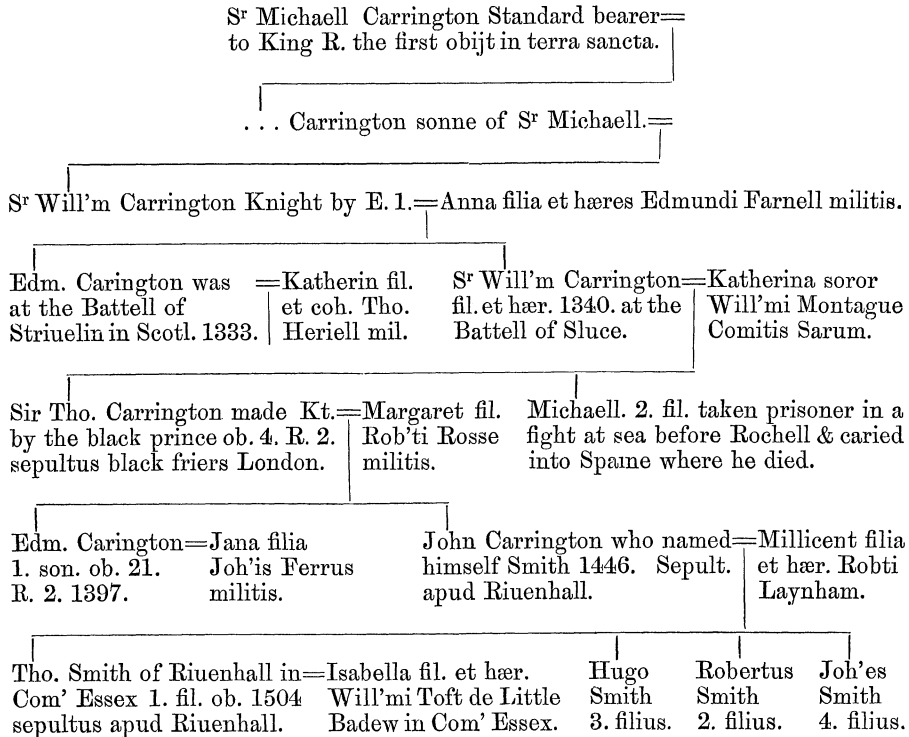 Sʳ Michaell Carrington Standard bearer=
to King R. the first obijt in terra sancta.
. . . Carrington sonne of Sʳ Michaell.=
Sʳ Will'm Carrington Knight by E. 1.=Anna filia et hæres Edmundi Farnell militis.
Edm. Carington was
at the Battell of
Striuelin in Scotl. 1333.
=Katherin fil.
et coh. Tho.
Heriell mil.
Sʳ Will'm Carrington=
fil. et hær. 1340. at the
Battell of Sluce.
Katherina soror
Will'mi Montague
Comitis Sarum.
Sir Tho. Carrington made Kt.=
by the black prince ob. 4. R. 2.
sepultus black friers London.
Margaret fil.
Rob'ti Rosse
militis.
Michaell. 2. fil. taken prisoner in a
fight at sea before Rochell & caried
into Spaine where he died.
Edm. Carington=
1. son. ob. 21.
R. 2. 1397.
Jana filia
Joh'is Ferrus
militis.
John Carrington who named=
himself Smith 1446. Sepult.
apud Riuenhall.
Millicent filia
et hær. Robti
Laynham.
Tho. Smith of Riuenhall in=
Com' Essex 1. fil. ob. 1504
sepultus apud Riuenhall.
Isabella fil. et hær.
Will'mi Toft de Little
Badew in Com' Essex.
Hugo
Smith
3. filius.
Robertus
Smith
2. filius.
Joh'es
Smith
4. filius.